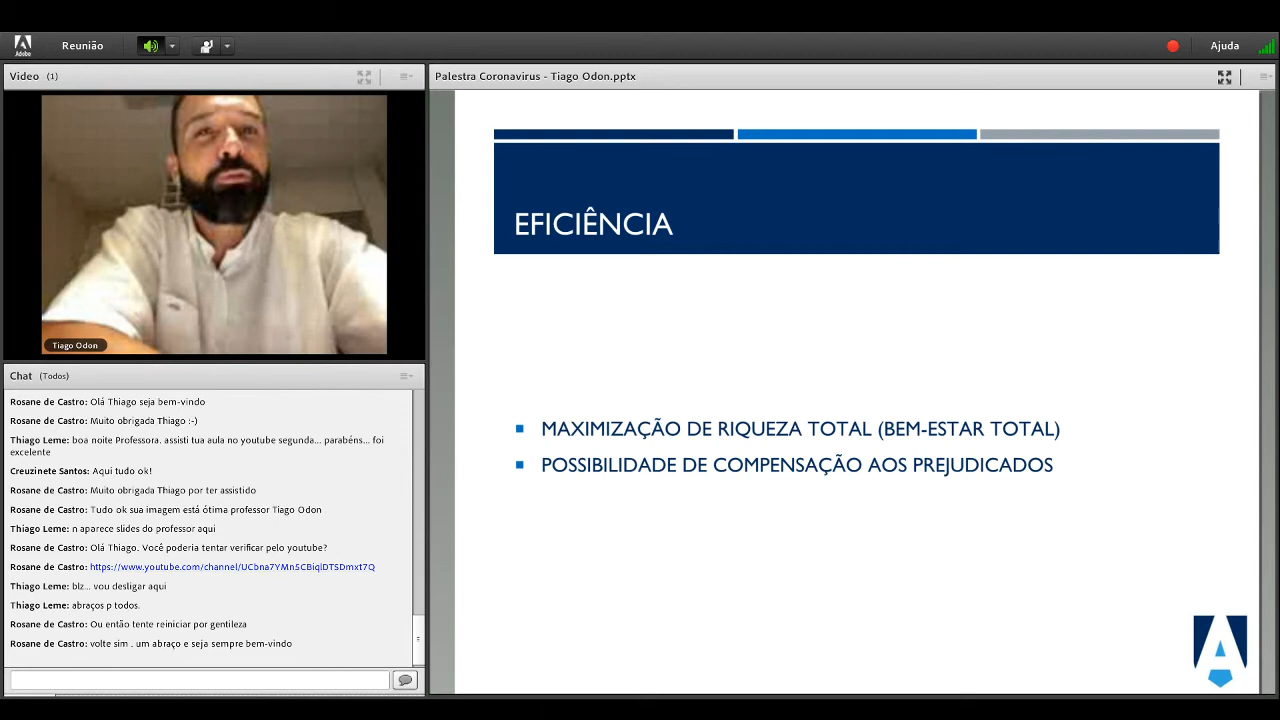 Adobe
Reunião
Ajuda
Video (1)
Tiago Odon
Chat (Todos)
Rosane de Castro: Olá Thiago seja bem-vindo
Rosane de Castro: Muito obrigada Thiago :-)
Thiago Leme: boa noite Professora. assisti tua aula no youtube segunda... parabéns... foi
excelente
Creuzinete Santos: Aqui tudo ok!
Rosane de Castro: Muito obrigada Thiago por ter assistido
Rosane de Castro: Tudo ok sua imagem está ótima professor Tiago Odon
Thiago Leme: n aparece slides do professor aqui
Rosane de Castro: Olá Thiago. Você poderia tentar verificar pelo youtube?
Rosane de Castro: https://www.youtube.com/channel/UCbna7YMn5CBiqlDTSDmxt7Q
Thiago Leme: blz... vou desligar aqui
Thiago Leme: abraços p todos.
Rosane de Castro: Ou então tente reiniciar por gentileza
Rosane de Castro: volte sim . um abraço e seja sempre bem-vindo
Palestra Coronavirus - Tiago Odon.pptx
EFICIÊNCIA
MAXIMIZAÇÃO DE RIQUEZA TOTAL (BEM-ESTAR TOTAL)
POSSIBILIDADE DE COMPENSAÇÃO AOS PREJUDICADOS